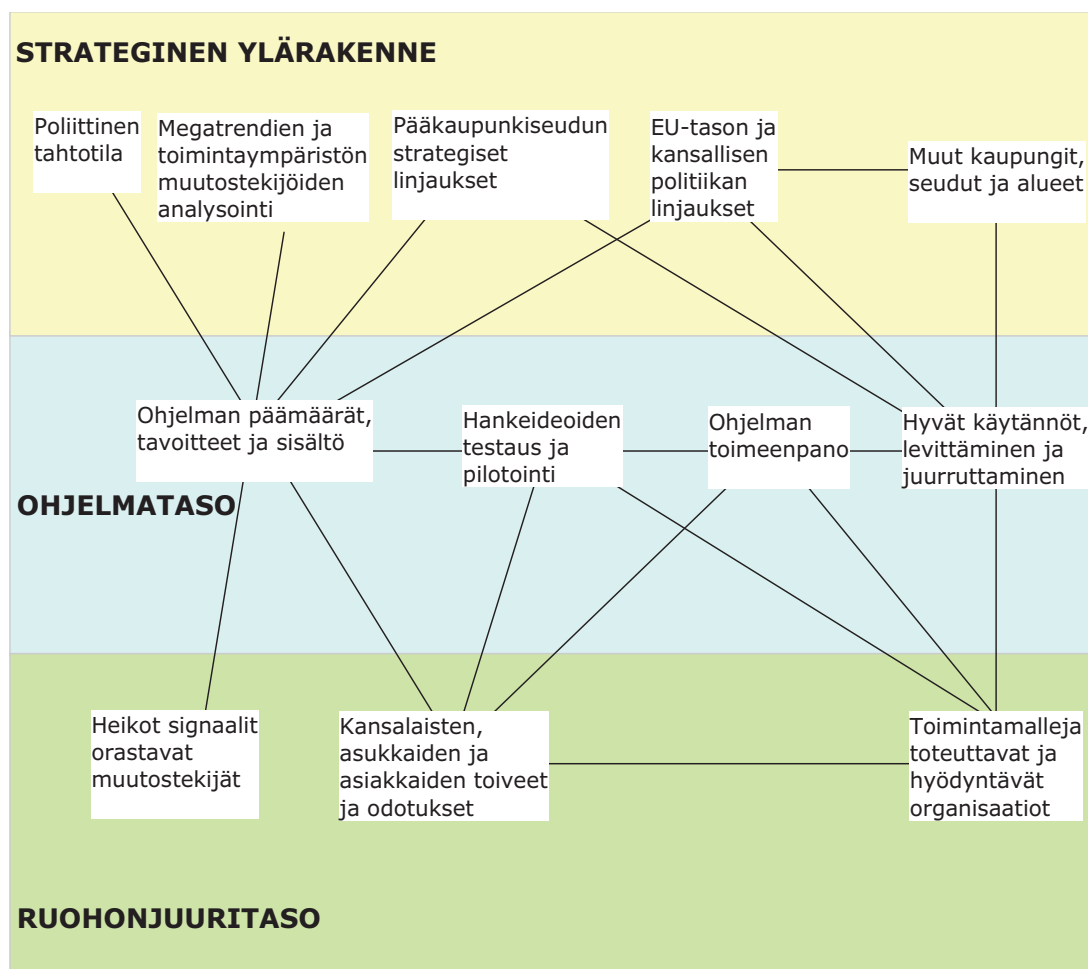 STRATEGINEN YLÄRAKENNE
Poliittinen
tahtotila
Megatrendien ja
toimintaympäristön
muutostekijöiden
analysointi
Pääkaupunkiseudun
strategiset
linjaukset
EU-tason ja
kansallisen
politiikan
linjaukset
Muut kaupungit,
seudut ja alueet
Ohjelman päämäärät,
tavoitteet ja sisältö
Hankeideoiden
testaus ja
pilotointi
Ohjelman
toimeenpano
Hyvät käytännöt,
levittäminen ja
juurruttaminen
OHJELMATASO
Heikot signaalit
orastavat
muutostekijät
Kansalaisten,
asukkaiden ja
asiakkaiden toiveet
ja odotukset
Toimintamalleja
toteuttavat ja
hyödyntävät
organisaatiot
RUOHONJUURITASO